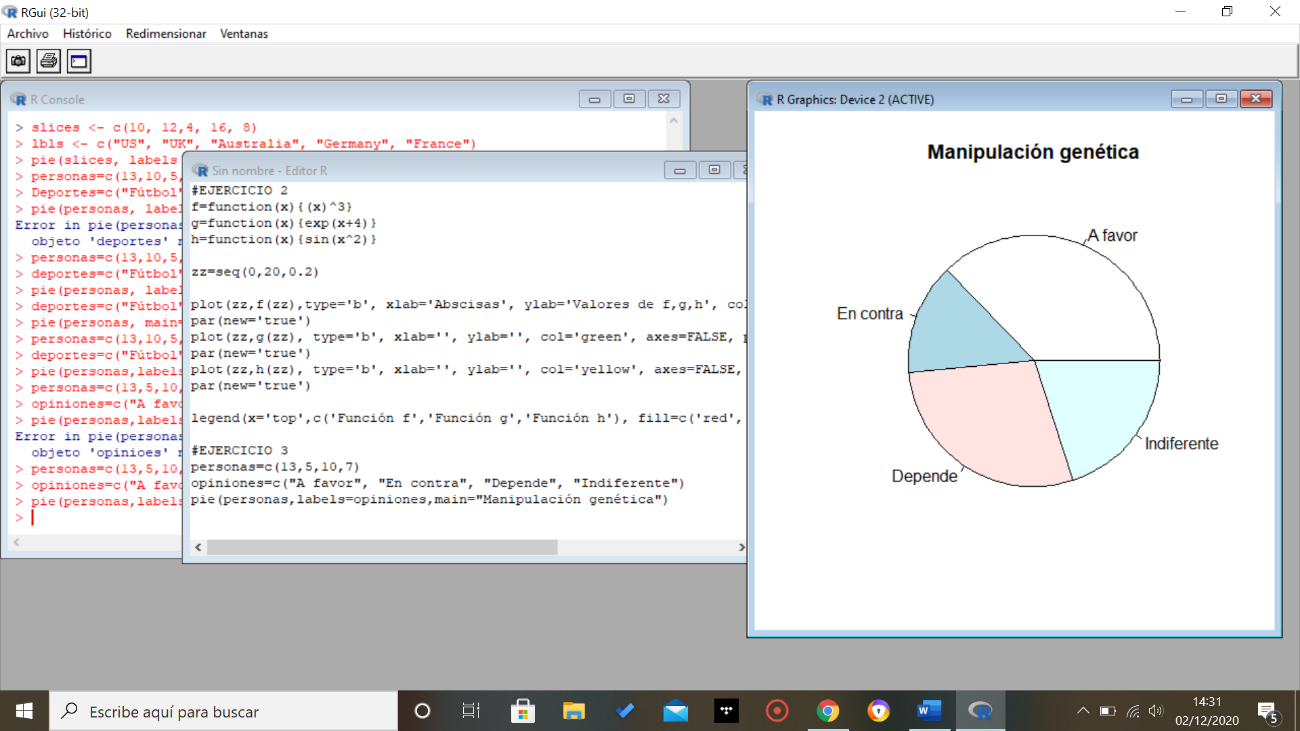 RGui (32-bit)
Archivo Histórico Redimensionar Ventanas
R Console
> slices <- c(10, 12,4, 16, 8)
> lbls <- c("US", "UK", "Australia", "Germany", "France")
> pie(slices, labels
> personas=c(13,10,5,
> Deportes=c("Fútbol"
> pie(personas, label
Error in pie(personas
objeto 'deportes' n
> personas=c(13,10,5,
> deportes=c("Fútbol"
> pie(personas, label
> deportes=c("Fútbol"
> pie(personas, main=
> personas=c(13,10,5,
> deportes=c("Fútbol"
> pie(personas,labels
> personas=c(13,5,10,
> opiniones=c("A favo
> pie(personas,labels
Error in pie(personas
objeto 'opinioes' n
> personas=c(13,5,10,
> opiniones=c("A favo
> pie(personas,labels
>
Sin nombre - Editor R
#EJERCICIO 2
f=function(x){(x)^3}
g=function(x){exp(x+4)}
h=function(x){sin(x^2)}
zz=seq(0,20,0.2)
plot(zz,f(zz),type='b', xlab='Abscisas', ylab='Valores de f,g,h', col
par(new='true')
plot(zz,g(zz), type='b', xlab='', ylab='', col='green', axes=FALSE, p
par(new='true')
plot(zz,h(zz), type='b', xlab='', ylab='', col='yellow', axes=FALSE,
par(new='true')
legend(x='top',c('Función f','Función g','Función h'), fill=c('red',
#EJERCICIO 3
personas=c(13,5,10,7)
opiniones=c("A favor", "En contra", "Depende", "Indiferente")
pie(personas,labels=opiniones,main="Manipulación genética")
R Graphics: Device 2 (ACTIVE)
Manipulación genética
A favor
En contra
Depende
Indiferente
Escribe aquí para buscar
14:31
02/12/2020
5